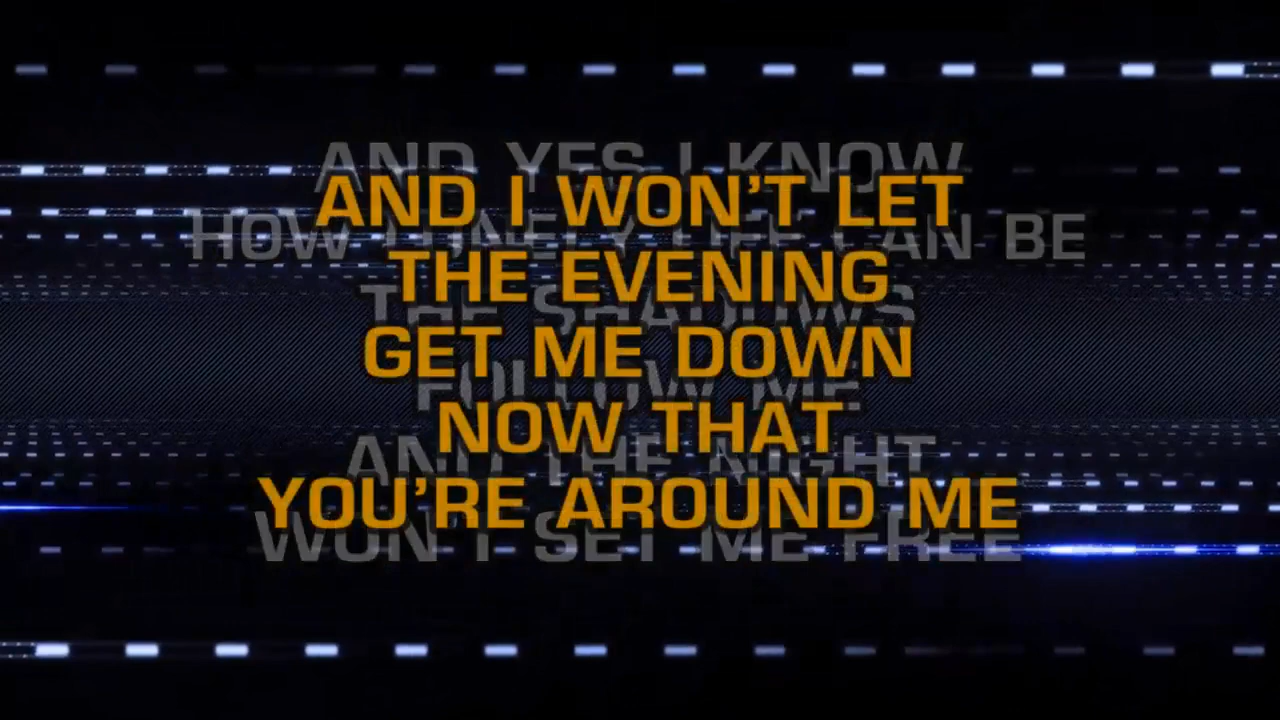 AND YES I KNOW
AND I WON'T LET
HOW LONELY LIFE CAN BE
THE EVENING
THE SHADOWS
GET ME DOWN
FOLLOW ME
NOW THAT
AND THE NIGHT
YOU'RE AROUND ME
WON'T SET ME FREE